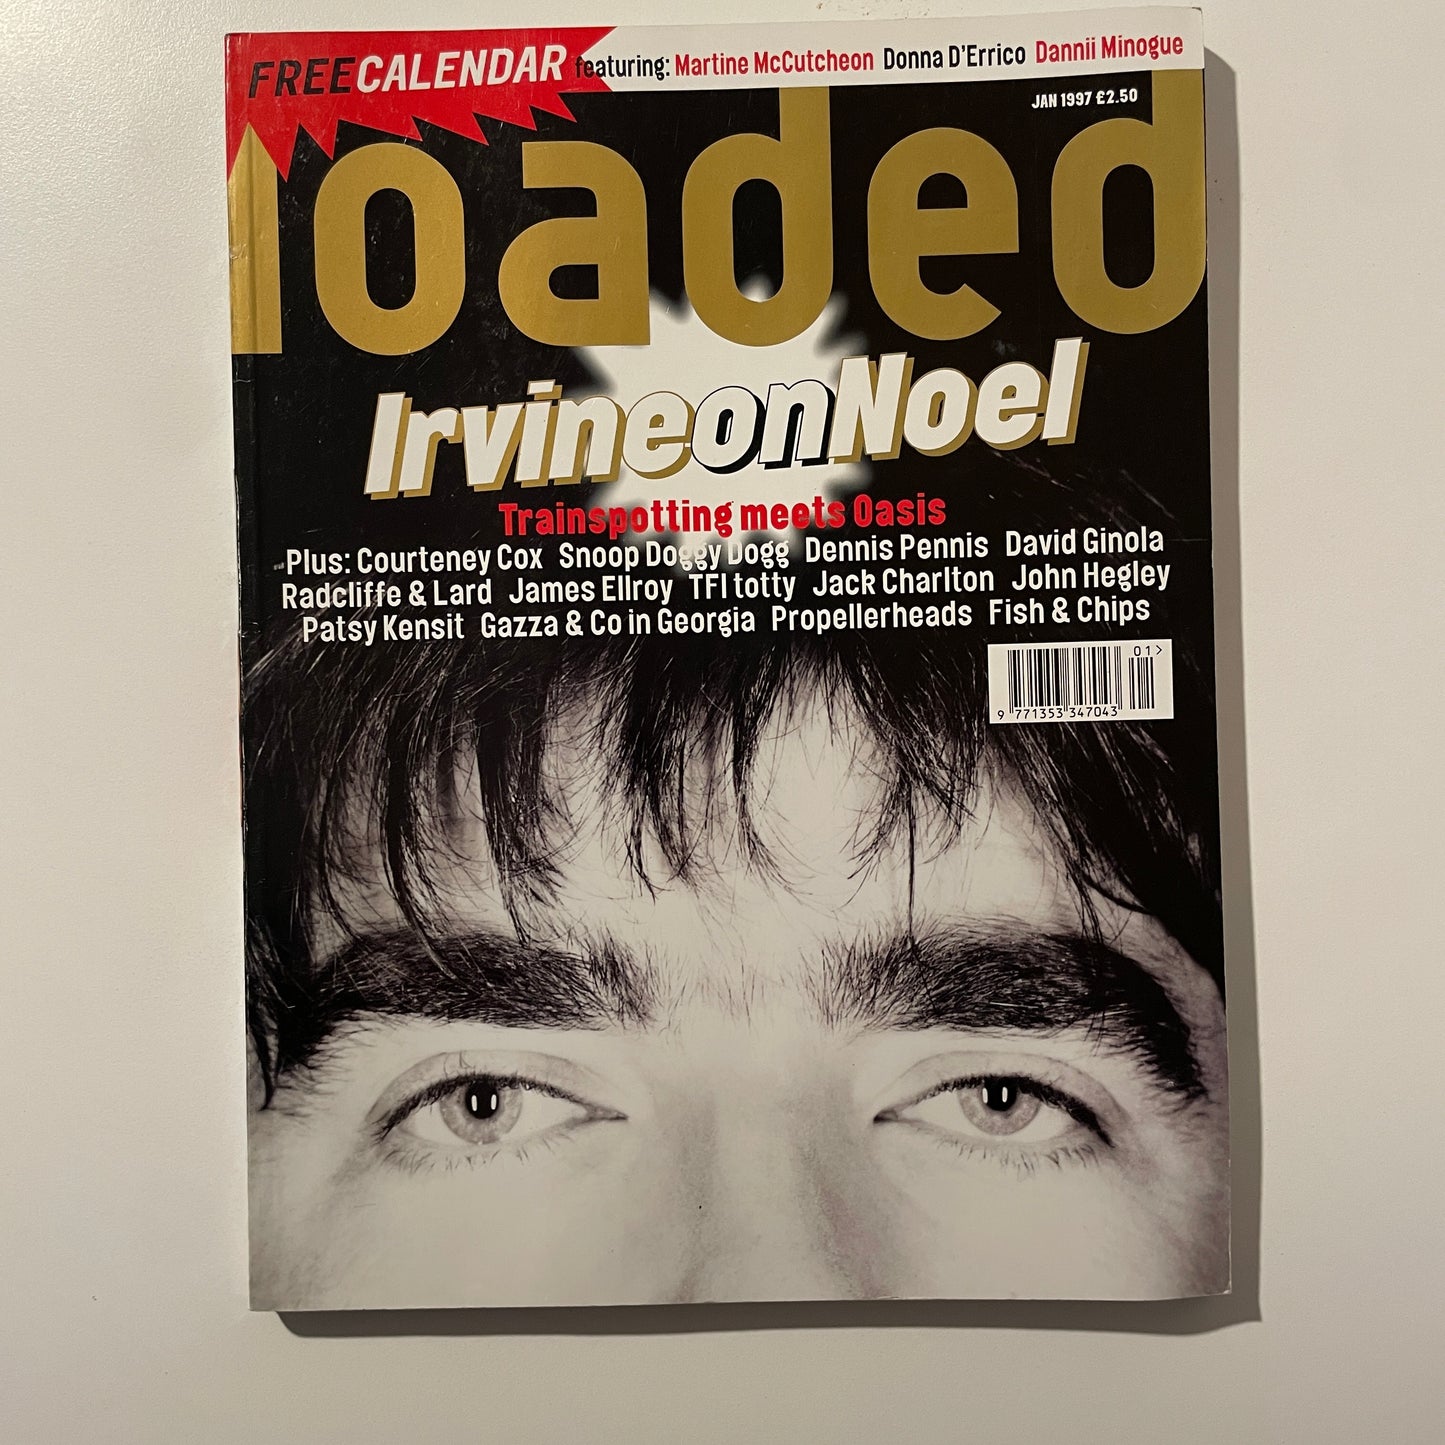 FREECALENDAR featuring: Martine McCutcheon Donna D'Errico Dannii Minogue
JAN 1997 £2.50
loaded
IrvineonNoel
Trainspotting meets Oasis
Plus: Courteney Cox Snoop Doggy Dogg Dennis Pennis David Ginola
Radcliffe & Lard James Ellroy TFI totty Jack Charlton John Hegley
Patsy Kensit Gazza & Co in Georgia Propellerheads Fish & Chips
01>
9 771353 347043